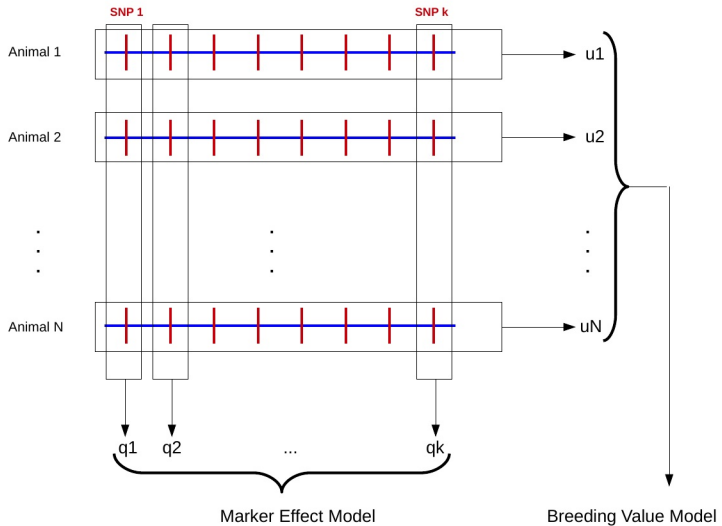 SNP 1
SNP k
Animal 1
u1
Animal 2
u2
Animal N
uN
q1
q2
...
qk
Marker Effect Model
Breeding Value Model